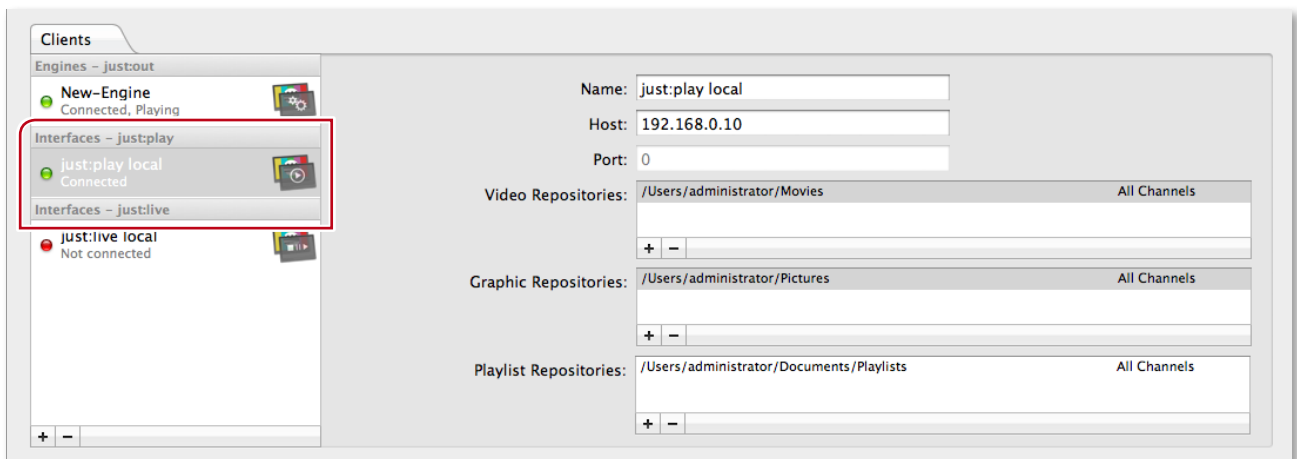 Clients
Engines – just:out
New-Engine
Connected, Playing
Interfaces – just:play
just:play local
Connected
Interfaces – just:live
just:live local
Not connected
+ −
Name: just:play local
Host: 192.168.0.10
Port: 0
Video Repositories: /Users/administrator/Movies All Channels
+ −
Graphic Repositories: /Users/administrator/Pictures All Channels
+ −
Playlist Repositories: /Users/administrator/Documents/Playlists All Channels
+ −